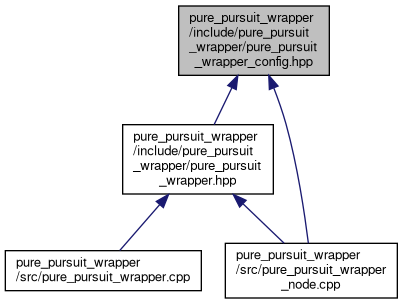 pure_pursuit_wrapper
/include/pure_pursuit
_wrapper/pure_pursuit
_wrapper_config.hpp
pure_pursuit_wrapper
/include/pure_pursuit
_wrapper/pure_pursuit
_wrapper.hpp
pure_pursuit_wrapper
/src/pure_pursuit_wrapper.cpp
pure_pursuit_wrapper
/src/pure_pursuit_wrapper
_node.cpp